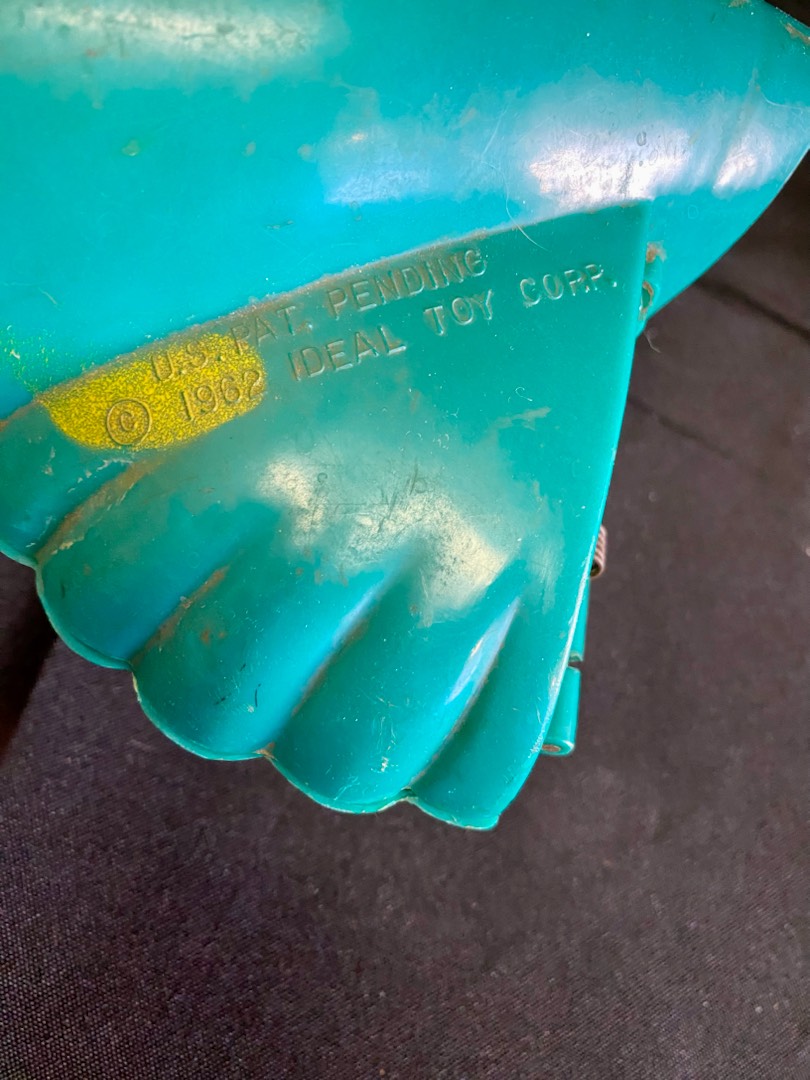 U.S. PAT. PENDING
© 1962 IDEAL TOY CORP.